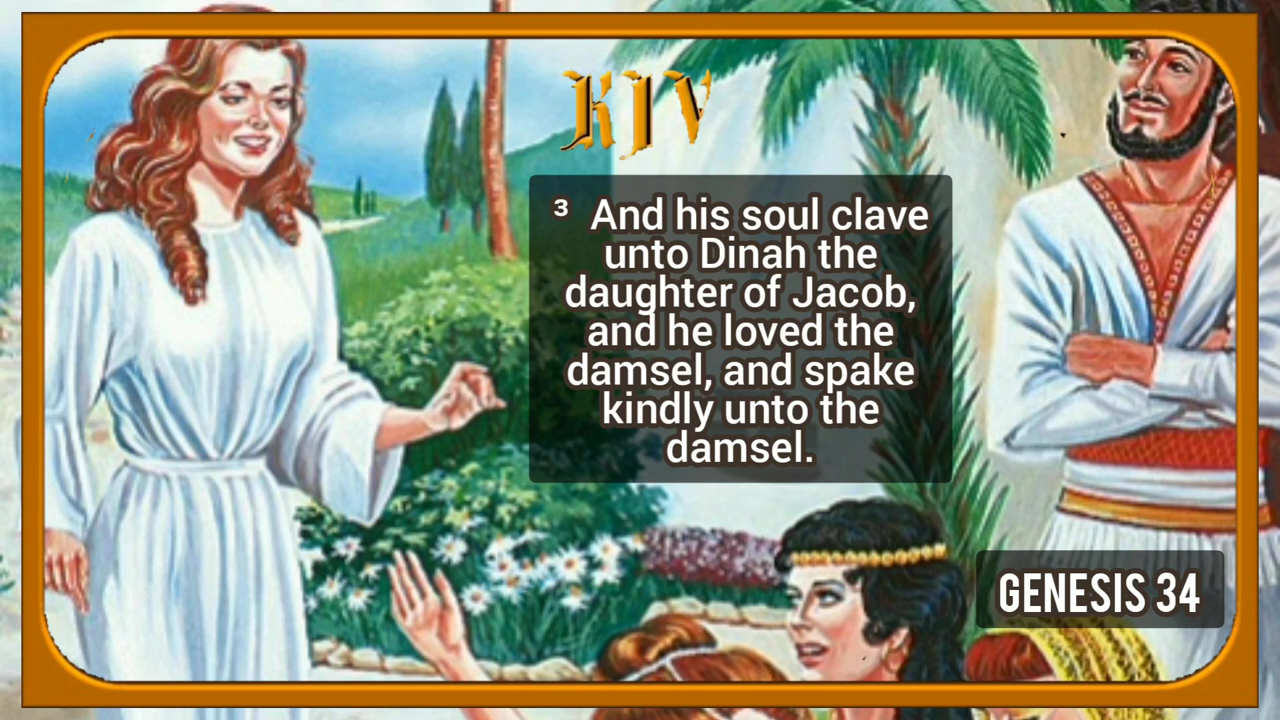 KJV
³ And his soul clave
unto Dinah the
daughter of Jacob,
and he loved the
damsel, and spake
kindly unto the
damsel.
GENESIS 34